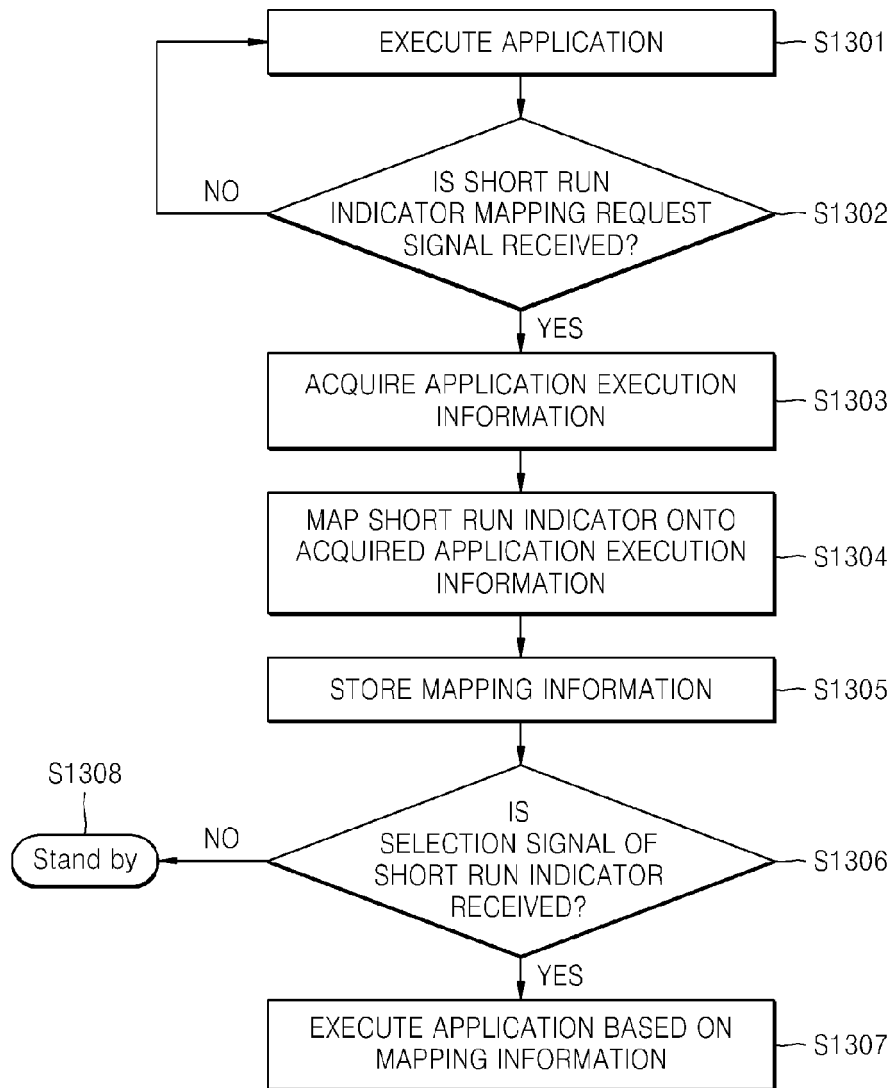 EXECUTE APPLICATION
S1301
NO
IS SHORT RUN
INDICATOR MAPPING REQUEST
SIGNAL RECEIVED?
S1302
YES
ACQUIRE APPLICATION EXECUTION
INFORMATION
S1303
MAP SHORT RUN INDICATOR ONTO
ACQUIRED APPLICATION EXECUTION
INFORMATION
S1304
STORE MAPPING INFORMATION
S1305
S1308
Stand by
NO
IS
SELECTION SIGNAL OF
SHORT RUN INDICATOR
RECEIVED?
S1306
YES
EXECUTE APPLICATION BASED ON
MAPPING INFORMATION
S1307